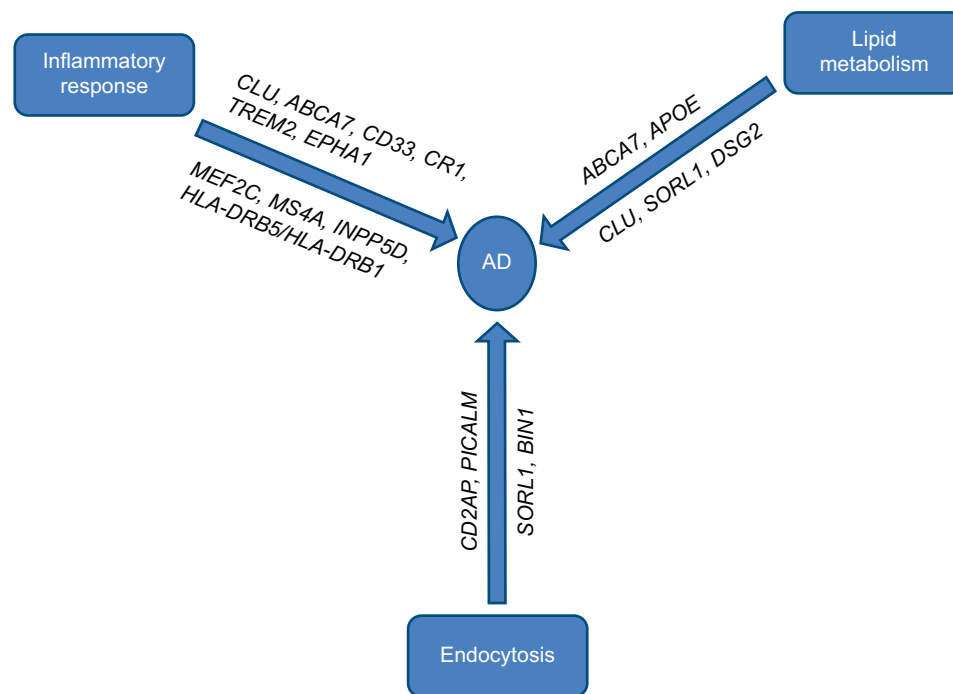 Inflammatory
response
Lipid
metabolism
CLU, ABCA7, CD33, CR1,
TREM2, EPHA1
MEF2C, MS4A, INPP5D,
HLA-DRB5/HLA-DRB1
ABCA7, APOE
CLU, SORL1, DSG2
AD
CD2AP, PICALM
SORL1, BIN1
Endocytosis